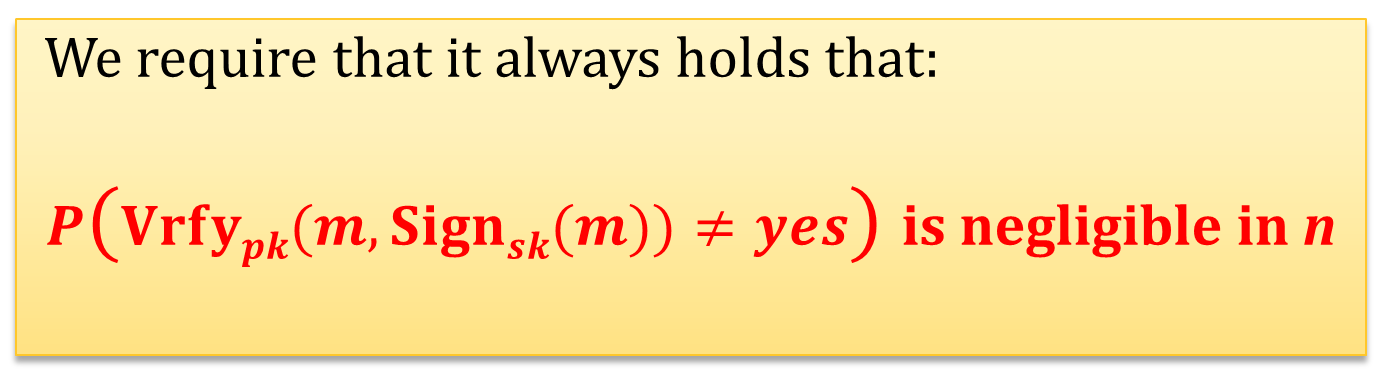 We require that it always holds that:
P(Vrfy_pk(m, Sign_sk(m)) ≠ yes) is negligible in n